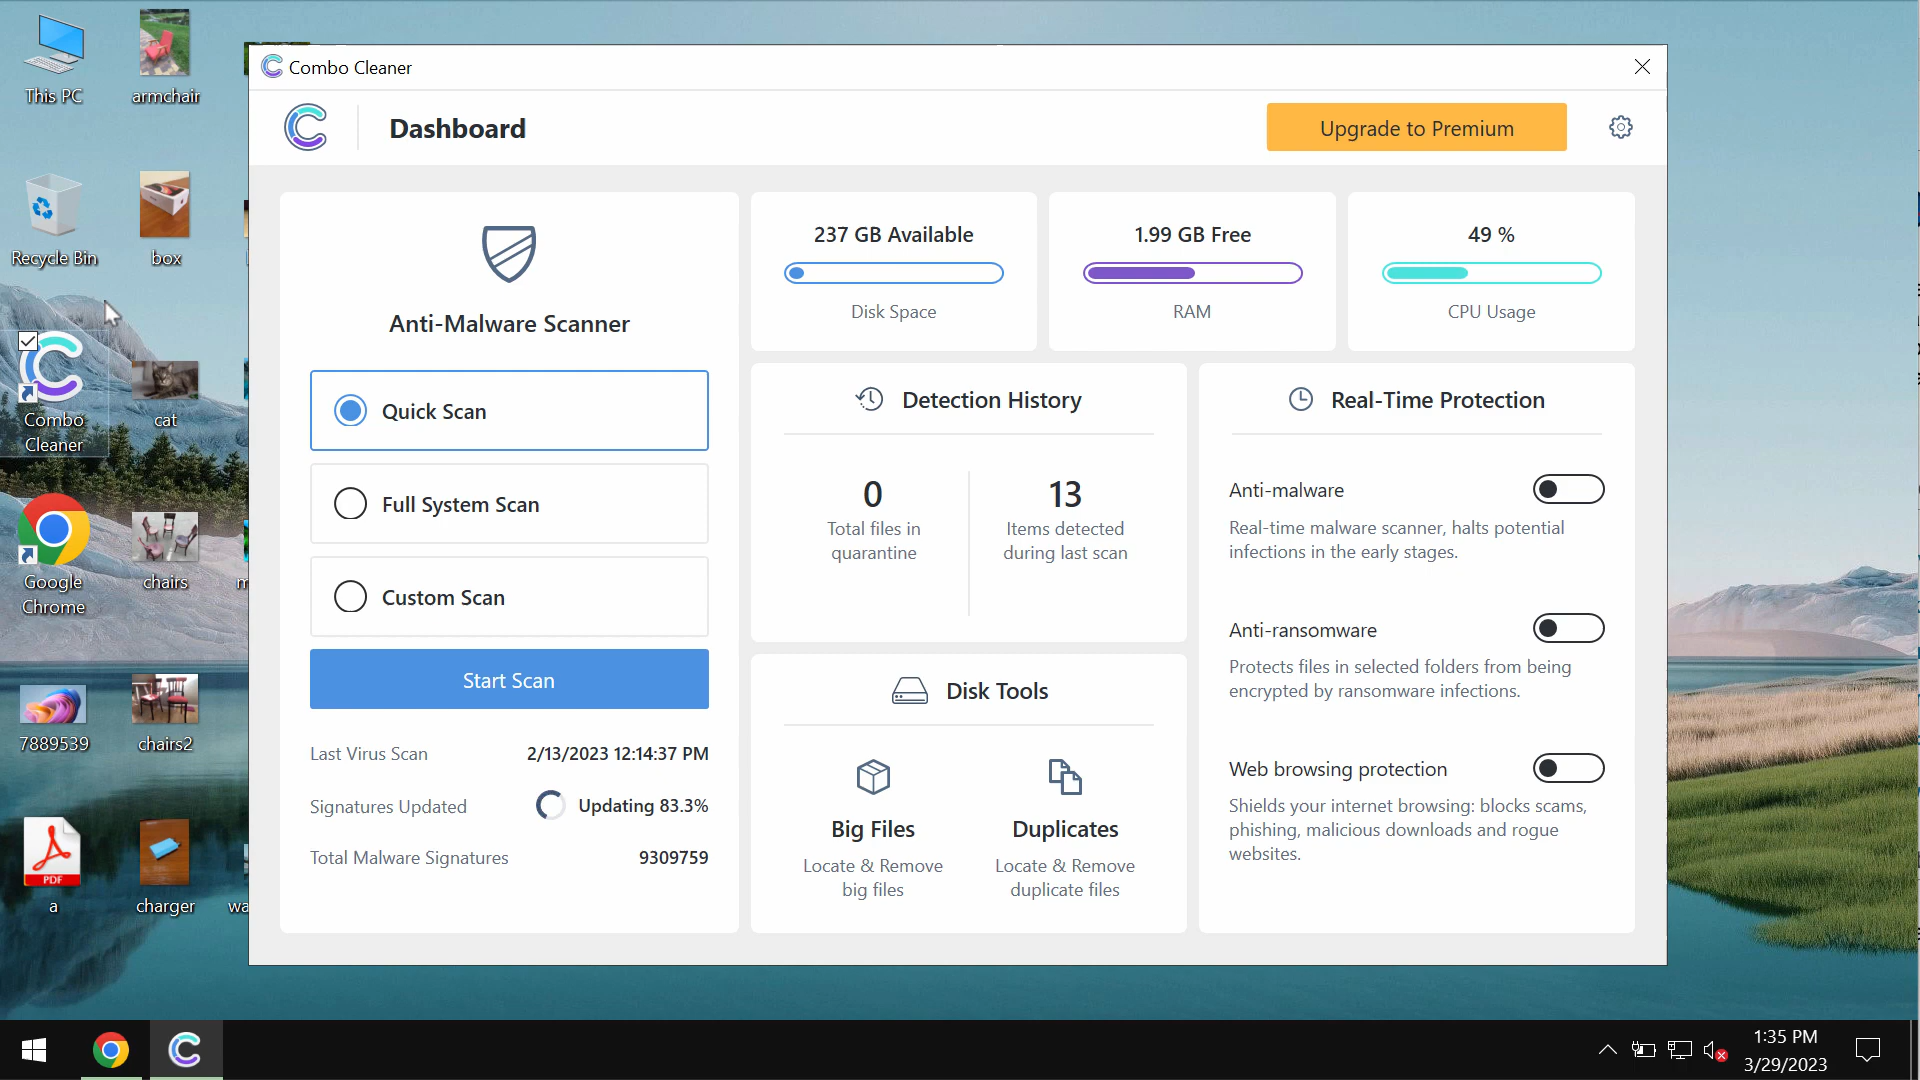 This PC
armchair
Recycle Bin
box
Combo
Cleaner
cat
Google
Chrome
chairs
7889539
chairs2
PDF
a
charger
Combo Cleaner
Dashboard
Upgrade to Premium
Anti-Malware Scanner
Quick Scan
Full System Scan
Custom Scan
Start Scan
Last Virus Scan 2/13/2023 12:14:37 PM
Signatures Updated Updating 83.3%
Total Malware Signatures 9309759
237 GB Available
Disk Space
1.99 GB Free
RAM
49 %
CPU Usage
Detection History
0
Total files in
quarantine
13
Items detected
during last scan
Disk Tools
Big Files
Locate & Remove
big files
Duplicates
Locate & Remove
duplicate files
Real-Time Protection
Anti-malware
Real-time malware scanner, halts potential
infections in the early stages.
Anti-ransomware
Protects files in selected folders from being
encrypted by ransomware infections.
Web browsing protection
Shields your internet browsing: blocks scams,
phishing, malicious downloads and rogue
websites.
1:35 PM
3/29/2023